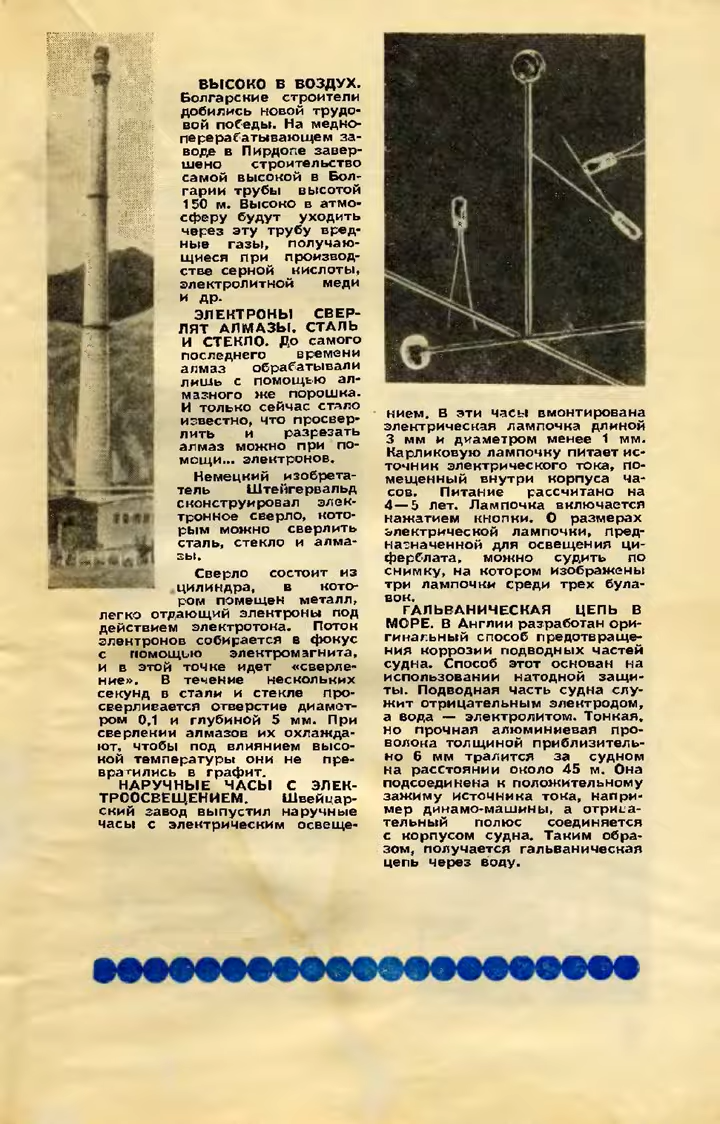 ВЫСОКО В ВОЗДУХ.
Болгарские строители
добились новой трудо-
вой победы. На медно-
перерабатывающем за-
воде в Пирдопе завер-
шено строительство
самой высокой в Бол-
гарии трубы высотой
150 м. Высоко в атмо-
сферу будут уходить
через эту трубу вред-
ные газы, получаю-
щиеся при производ-
стве серной кислоты,
электролитной меди
и др.
ЭЛЕКТРОНЫ СВЕР-
ЛЯТ АЛМАЗЫ, СТАЛЬ
И СТЕКЛО. До самого
последнего времени
алмаз обрабатывали
лишь с помощью ал-
мазного же порошка.
И только сейчас стало
известно, что просвер-
лить и разрезать
алмаз можно при по-
мощи... электронов.
Немецкий изобрета-
тель Штейгервальд
сконструировал элек-
тронное сверло, кото-
рым можно сверлить
сталь, стекло и алма-
зы.
Сверло состоит из
цилиндра, в кото-
ром помещен металл,
легко отдающий электроны под
действием электротока. Поток
электронов собирается в фокус
с помощью электромагнита,
и в этой точке идет «сверле-
ние». В течение нескольких
секунд в стали и стекле про-
сверливается отверстие диамет-
ром 0,1 и глубиной 5 мм. При
сверлении алмазов их охлажда-
ют, чтобы под влиянием высо-
кой температуры они не пре-
вратились в графит.
НАРУЧНЫЕ ЧАСЫ С ЭЛЕК-
ТРООСВЕЩЕНИЕМ. Швейцар-
ский завод выпустил наручные
часы с электрическим освеще-
нием. В эти часы вмонтирована
электрическая лампочка длиной
3 мм и диаметром менее 1 мм.
Карликовую лампочку питает ис-
точник электрического тока, по-
мещенный внутри корпуса ча-
сов. Питание рассчитано на
4—5 лет. Лампочка включается
нажатием кнопки. О размерах
электрической лампочки, пред-
назначенной для освещения ци-
ферблата, можно судить по
снимку, на котором изображены
три лампочки среди трех була-
вок.
ГАЛЬВАНИЧЕСКАЯ ЦЕПЬ В
МОРЕ. В Англии разработан ори-
гинальный способ предотвраще-
ния коррозии подводных частей
судна. Способ этот основан на
использовании натодной защи-
ты. Подводная часть судна слу-
жит отрицательным электродом,
а вода — электролитом. Тонкая,
но прочная алюминиевая про-
волока толщиной приблизитель-
но 6 мм тралится за судном
на расстоянии около 45 м. Она
подсоединена к положительному
зажиму источника тока, напри-
мер динамо-машины, а отрица-
тельный полюс соединяется
с корпусом судна. Таким обра-
зом, получается гальваническая
цепь через воду.